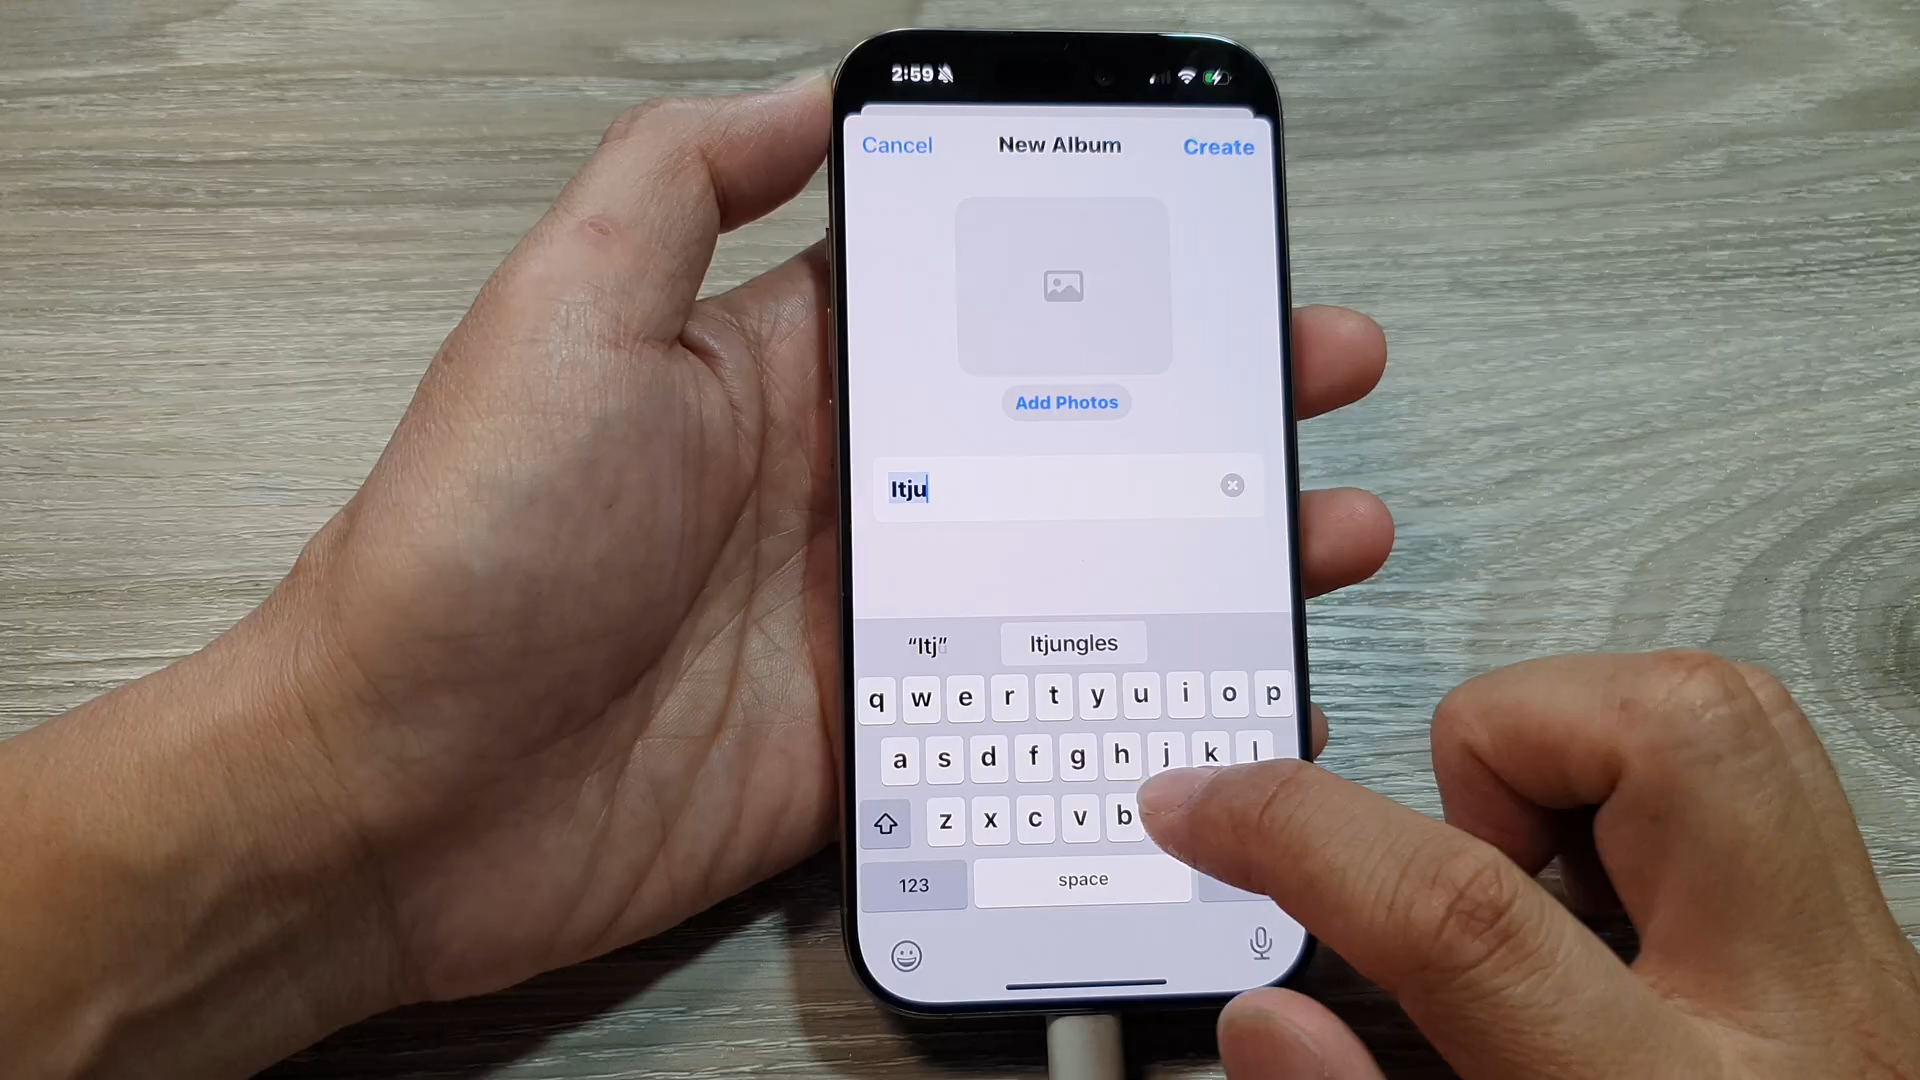 2:59
Cancel New Album Create
Add Photos
Itju
“Itj” Itjungles
q w e r t y u i o p
a s d f g h j k l
z x c v b
123 space